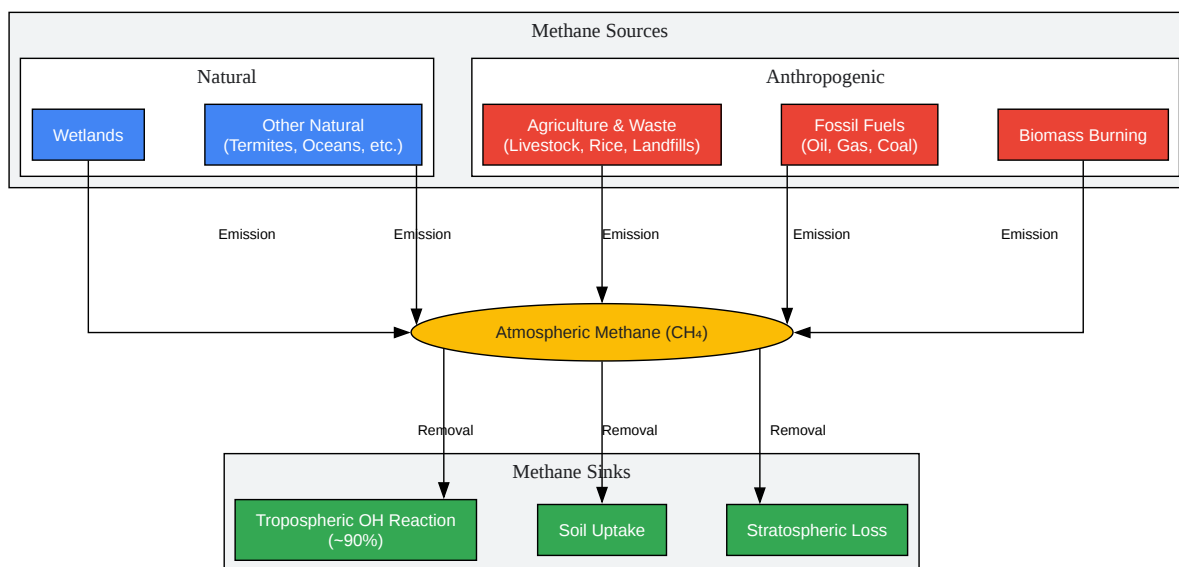 Methane Sources
Natural
Anthropogenic
Wetlands
Other Natural
(Termites, Oceans, etc.)
Agriculture & Waste
(Livestock, Rice, Landfills)
Fossil Fuels
(Oil, Gas, Coal)
Biomass Burning
Emission
Emission
Emission
Emission
Emission
Atmospheric Methane (CH₄)
Removal
Removal
Removal
Methane Sinks
Tropospheric OH Reaction
(~90%)
Soil Uptake
Stratospheric Loss